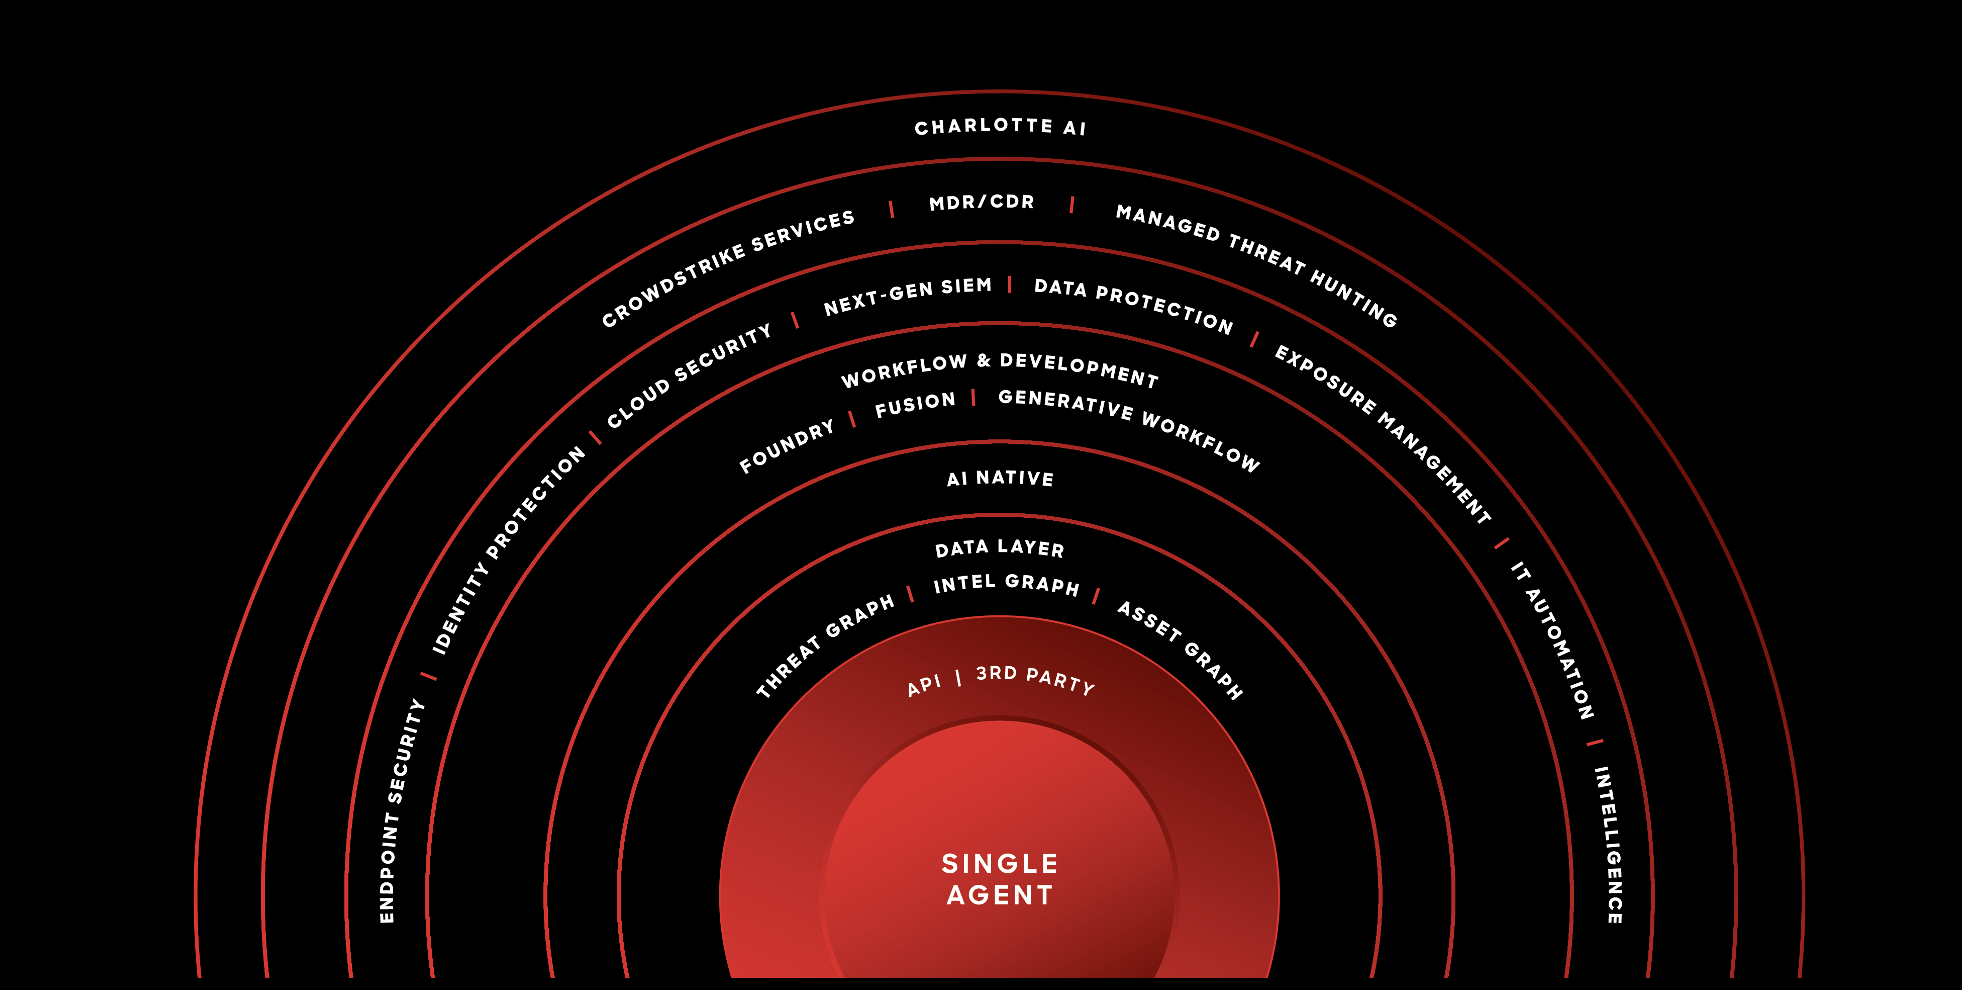 CHARLOTTE AI
CROWDSTRIKE SERVICES | MDR/CDR | MANAGED THREAT HUNTING
ENDPOINT SECURITY | IDENTITY PROTECTION | CLOUD SECURITY | NEXT-GEN SIEM | DATA PROTECTION | EXPOSURE MANAGEMENT | IT AUTOMATION | INTELLIGENCE
WORKFLOW & DEVELOPMENT
FOUNDRY | FUSION | GENERATIVE WORKFLOW
AI NATIVE
DATA LAYER
THREAT GRAPH | INTEL GRAPH | ASSET GRAPH
API | 3RD PARTY
SINGLE
AGENT